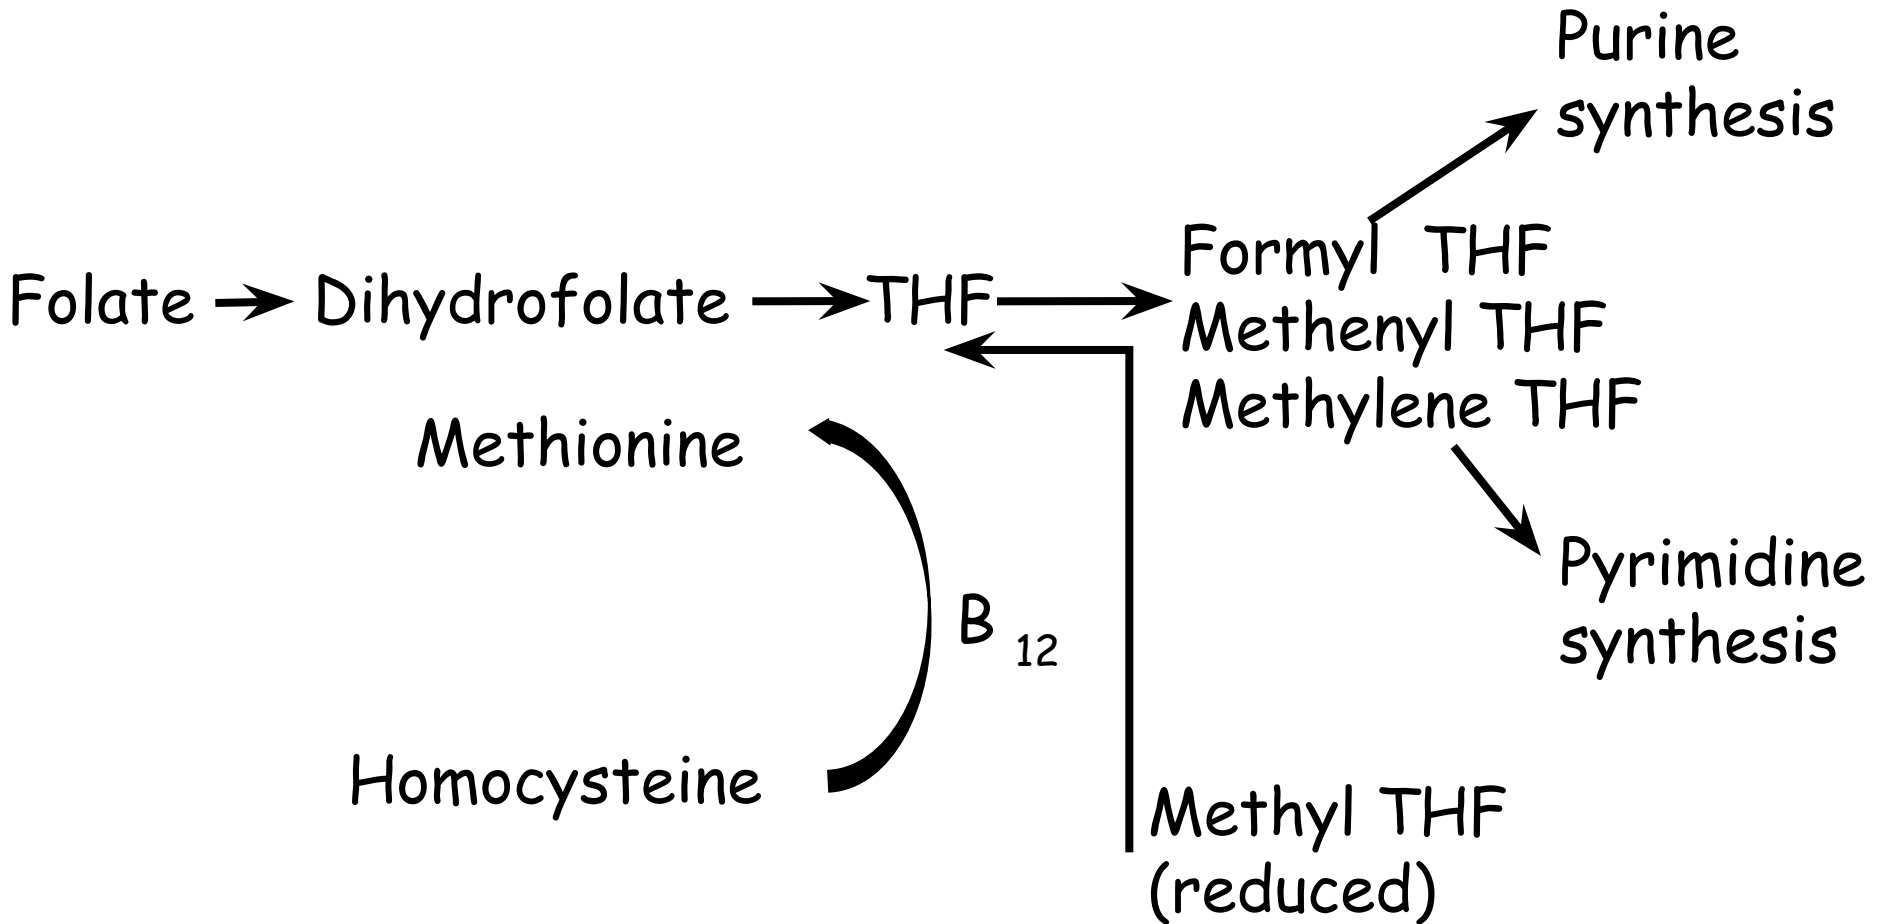 Purine
synthesis
Folate Dihydrofolate THF
Formyl THF
Methenyl THF
Methylene THF
Methionine
B 12
Pyrimidine
synthesis
Homocysteine
Methyl THF
(reduced)